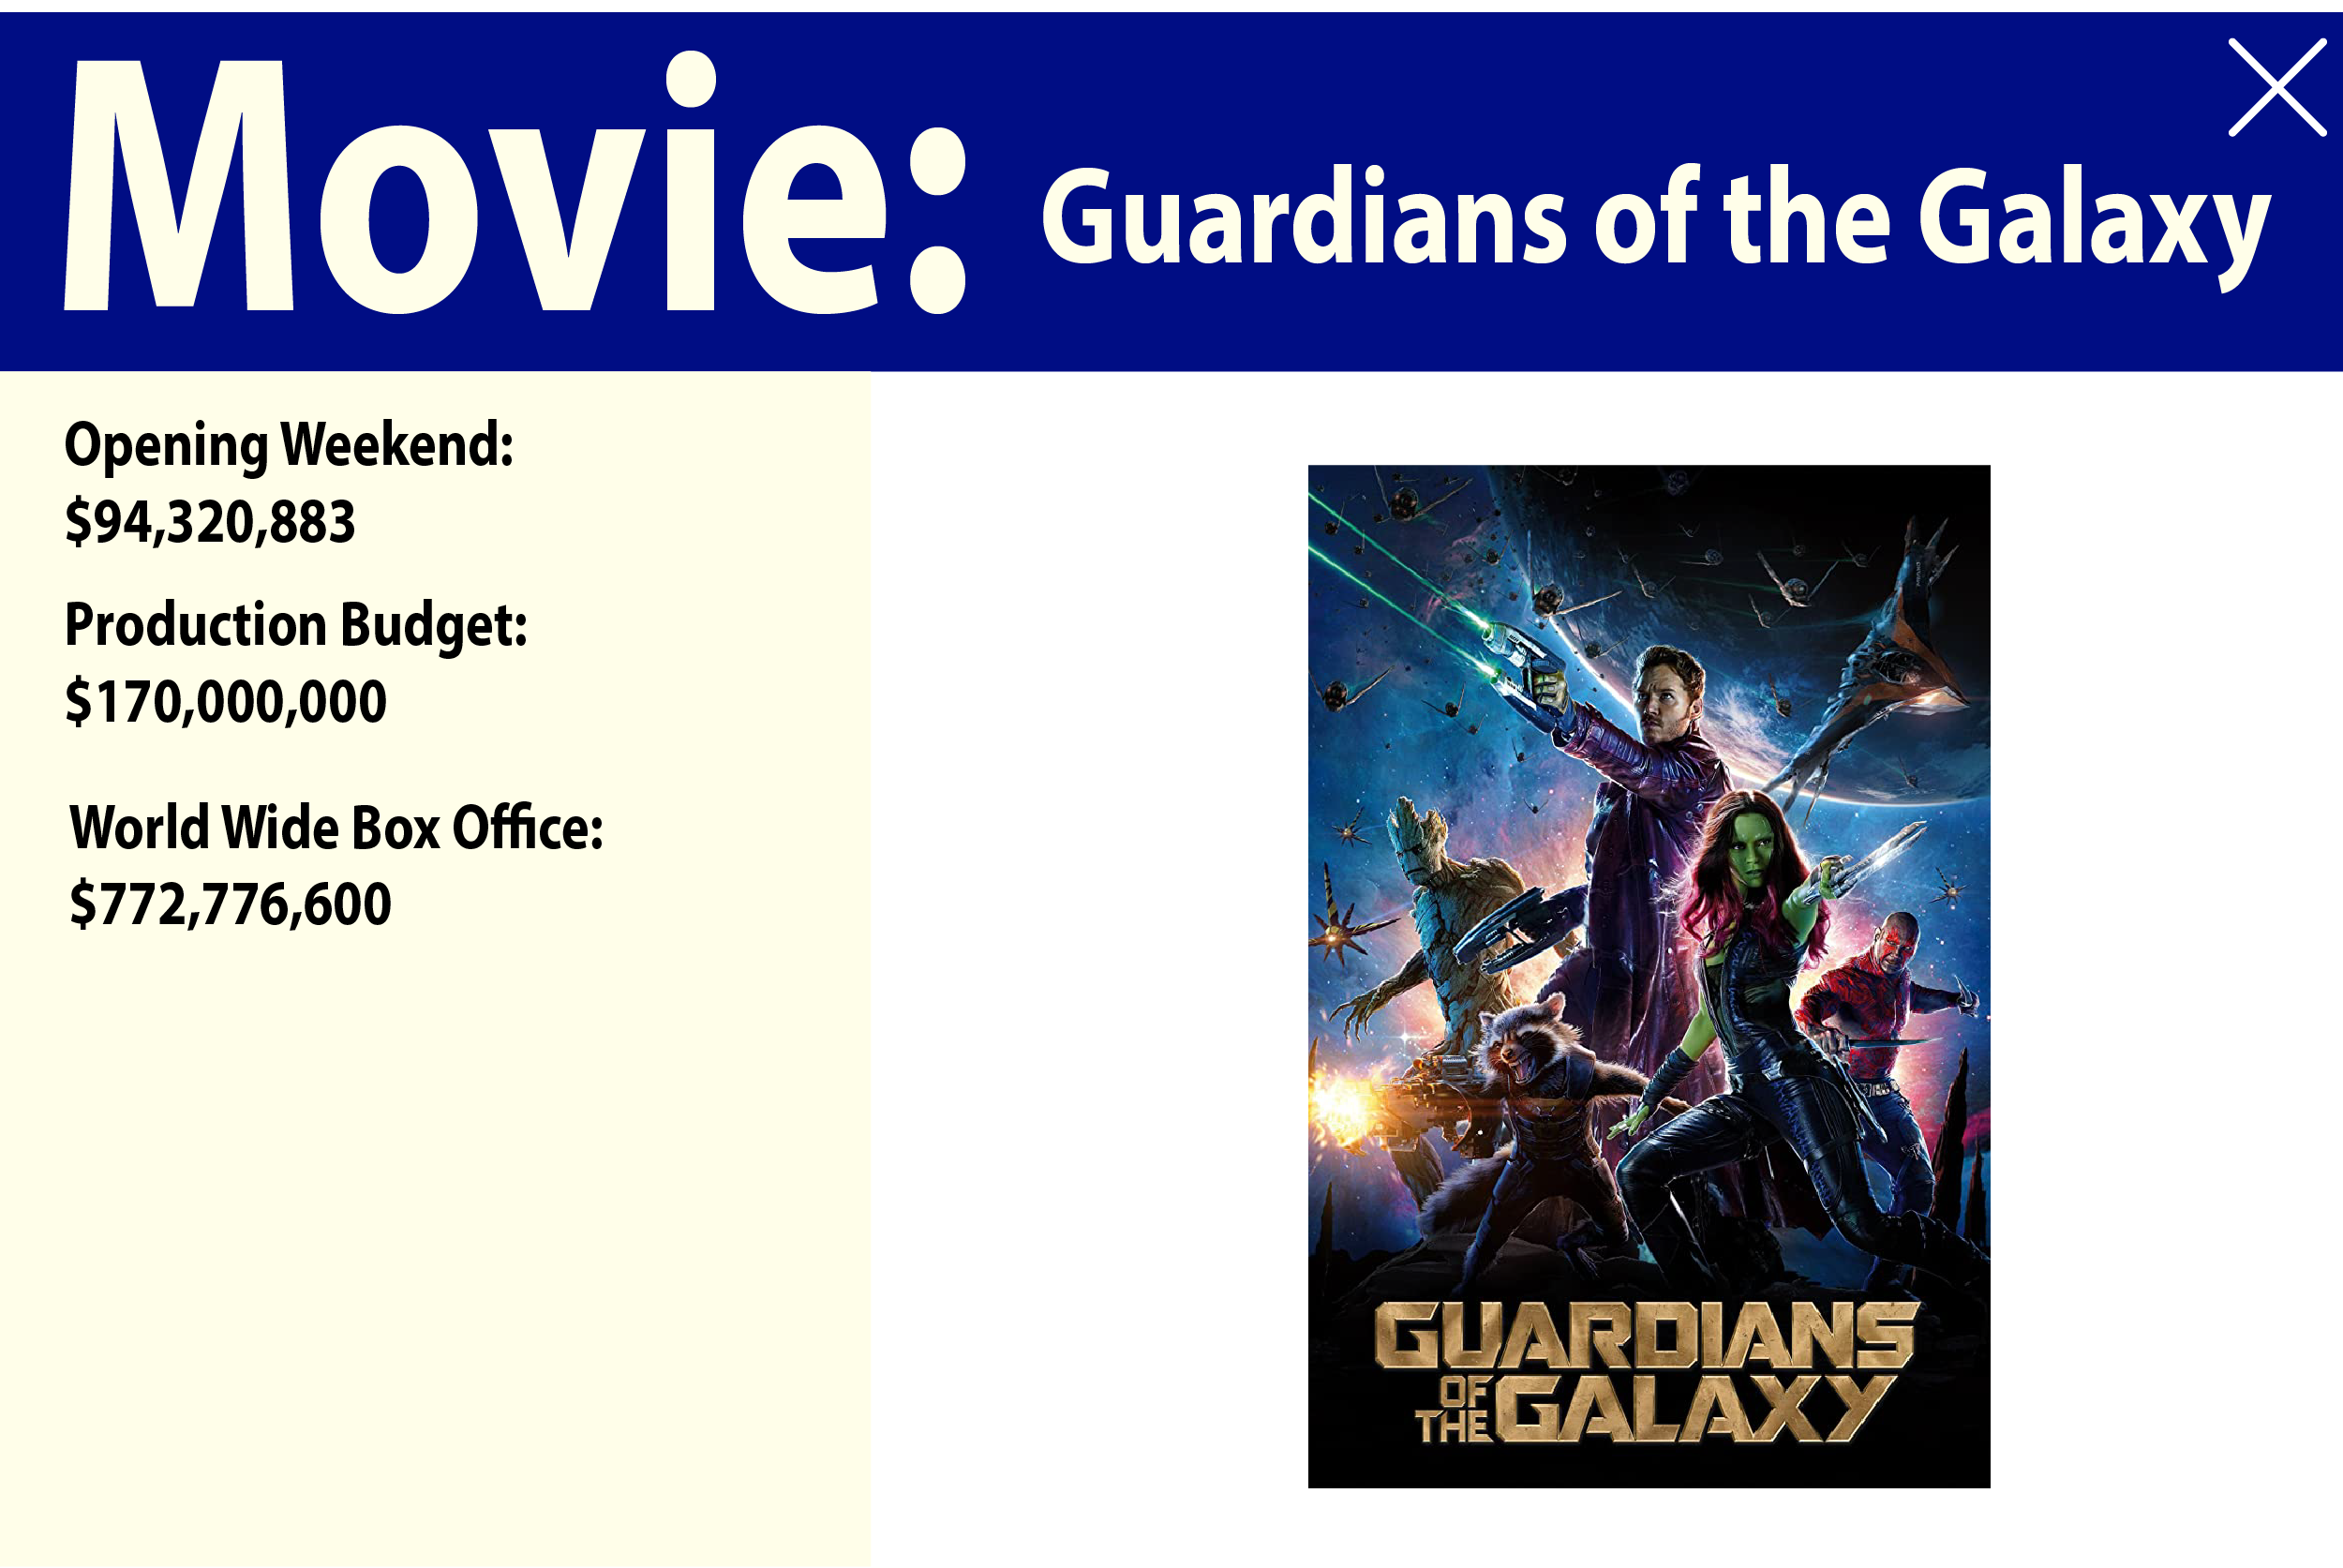 Movie: Guardians of the Galaxy
Opening Weekend:
$94,320,883
Production Budget:
$170,000,000
World Wide Box Office:
$772,776,600
GUARDIANS
OF
THE GALAXY